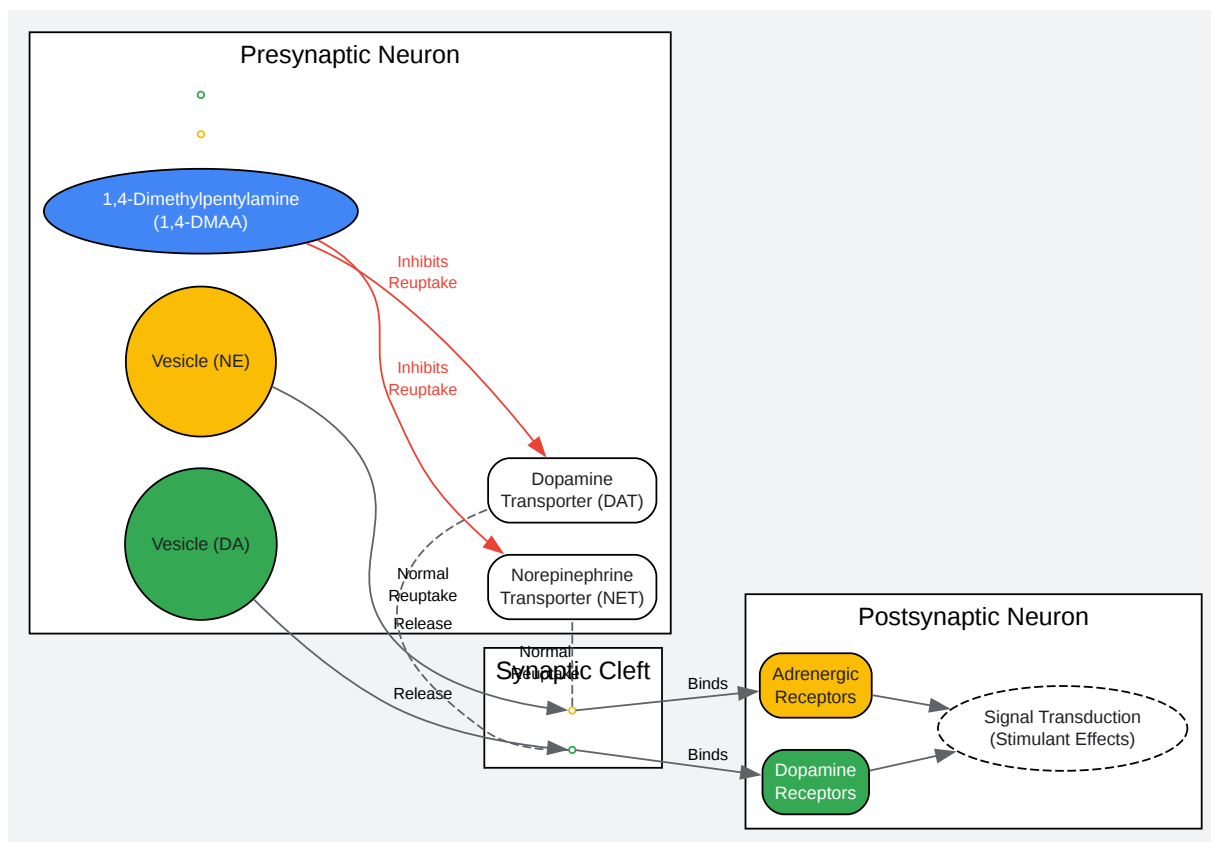 Presynaptic Neuron
1,4-Dimethylpentylamine
(1,4-DMAA)
Inhibits
Reuptake
Vesicle (NE)
Inhibits
Reuptake
Dopamine
Transporter (DAT)
Vesicle (DA)
Normal
Reuptake
Norepinephrine
Transporter (NET)
Release
Postsynaptic Neuron
Normal
Reuptake
Synaptic Cleft
Release
Binds
Adrenergic
Receptors
Signal Transduction
(Stimulant Effects)
Binds
Dopamine
Receptors